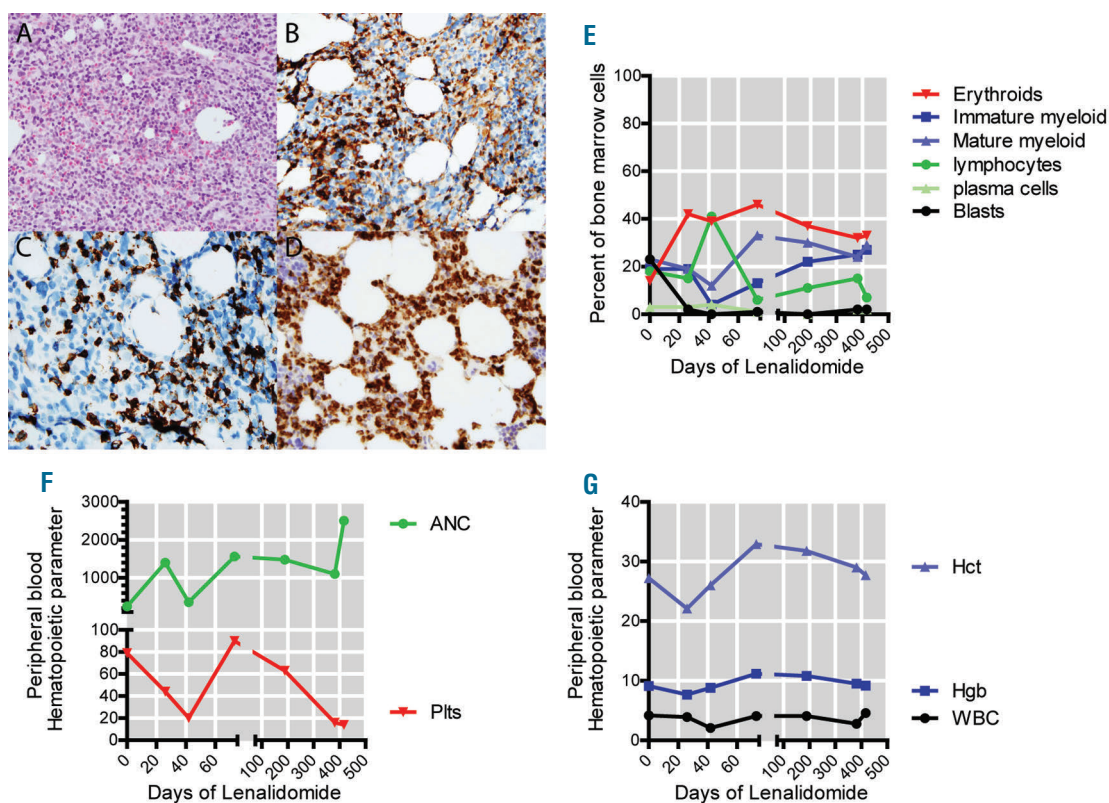 A
B
C
D
E
Percent of bone marrow cells
100
80
60
40
20
0
0
20
40
60
100
200
300
400
500
Days of Lenalidomide
Erythroids
Immature myeloid
Mature myeloid
lymphocytes
plasma cells
Blasts
F
Peripheral blood
Hematopoietic parameter
3000
2000
1000
100
80
60
40
20
0
0
20
40
60
100
200
300
400
500
Days of Lenalidomide
ANC
Plts
G
Peripheral blood
Hematopoietic parameter
40
30
20
10
0
0
20
40
60
100
200
300
400
500
Days of Lenalidomide
Hct
Hgb
WBC